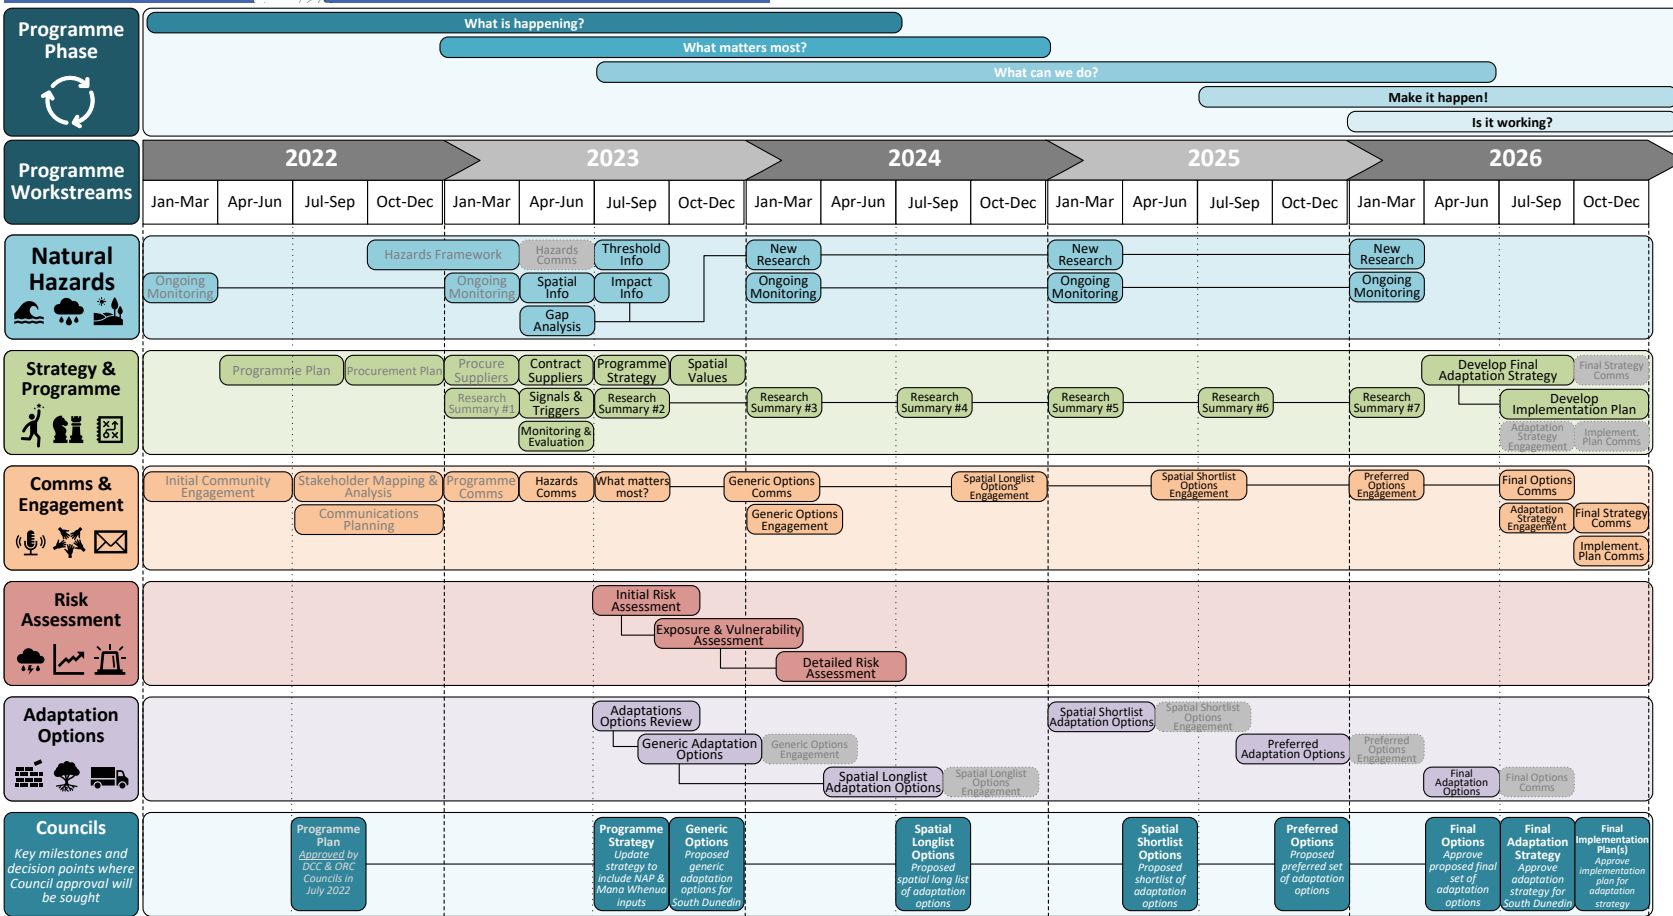 Programme
Phase
What is happening?
What matters most?
What can we do?
Make it happen!
Is it working?
Programme
Workstreams
2022
2023
2024
2025
2026
Jan-Mar
Apr-Jun
Jul-Sep
Oct-Dec
Jan-Mar
Apr-Jun
Jul-Sep
Oct-Dec
Jan-Mar
Apr-Jun
Jul-Sep
Oct-Dec
Jan-Mar
Apr-Jun
Jul-Sep
Oct-Dec
Jan-Mar
Apr-Jun
Jul-Sep
Oct-Dec
Natural
Hazards
Hazards Framework
Hazards
Comms
Threshold
Info
New
Research
New
Research
New
Research
Ongoing
Monitoring
Ongoing
Monitoring
Spatial
Info
Impact
Info
Ongoing
Monitoring
Ongoing
Monitoring
Ongoing
Monitoring
Gap
Analysis
Strategy &
Programme
Programme Plan
Procurement Plan
Procure
Suppliers
Contract
Suppliers
Programme
Strategy
Spatial
Values
Develop Final
Adaptation Strategy
Final Strategy
Comms
Research
Summary #1
Signals &
Triggers
Research
Summary #2
Research
Summary #3
Research
Summary #4
Research
Summary #5
Research
Summary #6
Research
Summary #7
Develop
Implementation Plan
Monitoring &
Evaluation
Adaptation
Strategy
Engagement
Implement.
Plan Comms
Comms &
Engagement
Initial Community
Engagement
Stakeholder Mapping &
Analysis
Programme
Comms
Hazards
Comms
What matters
most?
Generic Options
Comms
Spatial Longlist
Options
Engagement
Spatial Shortlist
Options
Engagement
Preferred
Options
Engagement
Final Options
Comms
Communications
Planning
Generic Options
Engagement
Adaptation
Strategy
Engagement
Final Strategy
Comms
Implement.
Plan Comms
Risk
Assessment
Initial Risk
Assessment
Exposure & Vulnerability
Assessment
Detailed Risk
Assessment
Adaptation
Options
Adaptations
Options Review
Spatial Shortlist
Adaptation Options
Spatial Shortlist
Options
Engagement
Generic Adaptation
Options
Generic Options
Engagement
Preferred
Adaptation Options
Preferred
Options
Engagement
Spatial Longlist
Adaptation Options
Spatial Longlist
Options
Engagement
Final
Adaptation
Options
Final Options
Comms
Councils
Key milestones and
decision points where
Council approval will
be sought
Programme
Plan
Approved by
DCC & ORC
Councils in
July 2022
Programme
Strategy
Update
strategy to
include NAP &
Mana Whenua
inputs
Generic
Options
Proposed
generic
adaptation
options for
South Dunedin
Spatial
Longlist
Options
Proposed
spatial long list
of adaptation
options
Spatial
Shortlist
Options
Proposed
shortlist of
adaptation
options
Preferred
Options
Proposed
preferred set
of adaptation
options
Final
Options
Approve
proposed final
set of
adaptation
options
Final
Adaptation
Strategy
Approve
adaptation
strategy for
South Dunedin
Final
Implementation
Plan(s)
Approve
implementation
plan for
adaptation
strategy